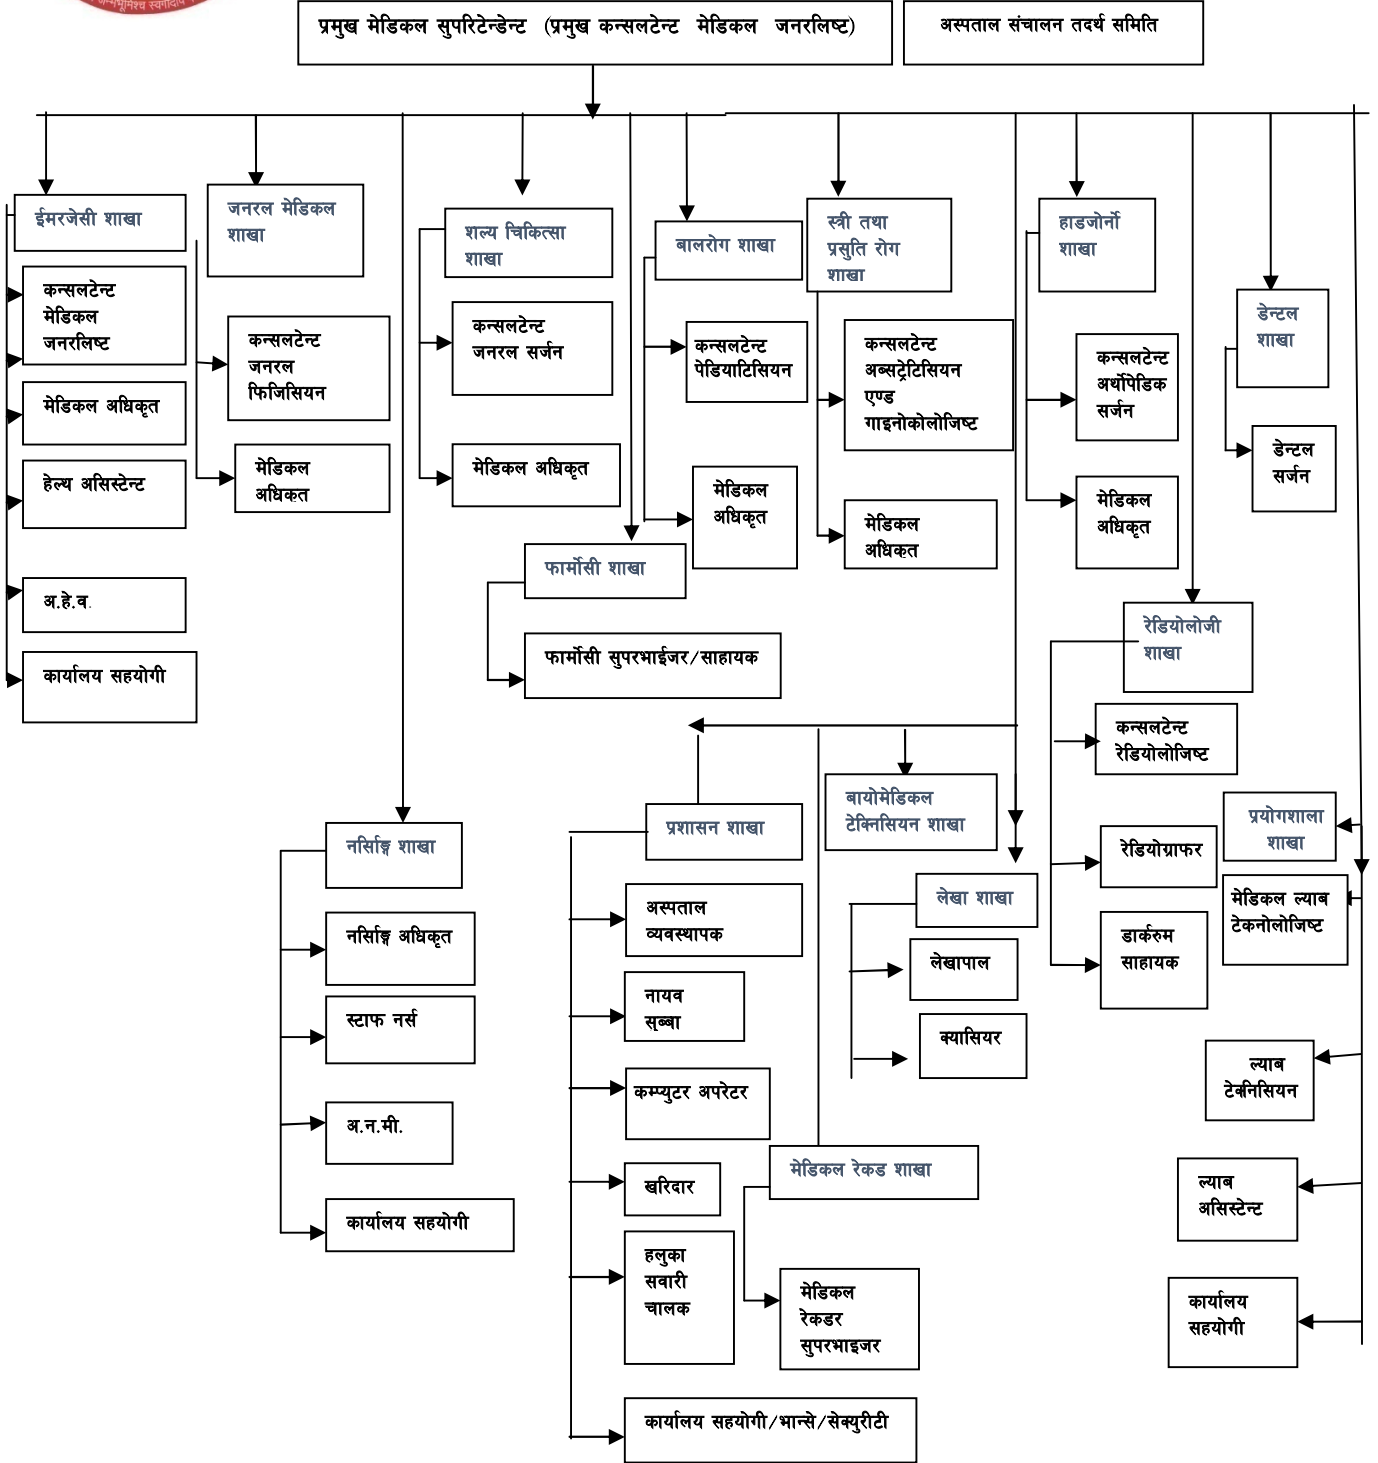 जन्मभूमिश्च स्वर्गादपि
प्रमुख मेडिकल सुपरिटेन्डेन्ट (प्रमुख कन्सलटेन्ट मेडिकल जनरलिष्ट)
अस्पताल संचालन तदर्थ समिति
ईमरजेसी शाखा
कन्सलटेन्ट
मेडिकल
जनरलिष्ट
मेडिकल अधिकृत
हेल्थ असिस्टेन्ट
अ.हे.व.
कार्यालय सहयोगी
जनरल मेडिकल
शाखा
कन्सलटेन्ट
जनरल
फिजिसियन
मेडिकल
अधिकृत
शल्य चिकित्सा
शाखा
कन्सलटेन्ट
जनरल सर्जन
मेडिकल अधिकृत
बालरोग शाखा
कन्सलटेन्ट
पेडियाटिसियन
मेडिकल
अधिकृत
स्त्री तथा
प्रसुति रोग
शाखा
कन्सलटेन्ट
अब्सट्रेटिसियन
एण्ड
गाइनोकोलोजिष्ट
मेडिकल
अधिकृत
हाडजोर्नी
शाखा
कन्सलटेन्ट
अर्थोपेडिक
सर्जन
मेडिकल
अधिकृत
डेन्टल
शाखा
डेन्टल
सर्जन
फार्मेसी शाखा
फार्मेसी सुपरभाईजर/साहायक
रेडियोलोजी
शाखा
कन्सलटेन्ट
रेडियोलोजिष्ट
रेडियोग्राफर
डार्करुम
साहायक
नर्सिाङ्ग शाखा
नर्सिाङ्ग अधिकृत
स्टाफ नर्स
अ.न.मी.
कार्यालय सहयोगी
प्रशासन शाखा
अस्पताल
व्यवस्थापक
नायव
सुब्बा
कम्प्युटर अपरेटर
खरिदार
हलुका
सवारी
चालक
कार्यालय सहयोगी/भान्से/सेक्युरीटी
बायोमेडिकल
टेक्निसियन शाखा
लेखा शाखा
लेखापाल
क्यासियर
मेडिकल रेकड शाखा
मेडिकल
रेकडर
सुपरभाइजर
प्रयोगशाला
शाखा
मेडिकल ल्याब
टेकनोलोजिष्ट
ल्याब
टेक्निसियन
ल्याब
असिस्टेन्ट
कार्यालय
सहयोगी